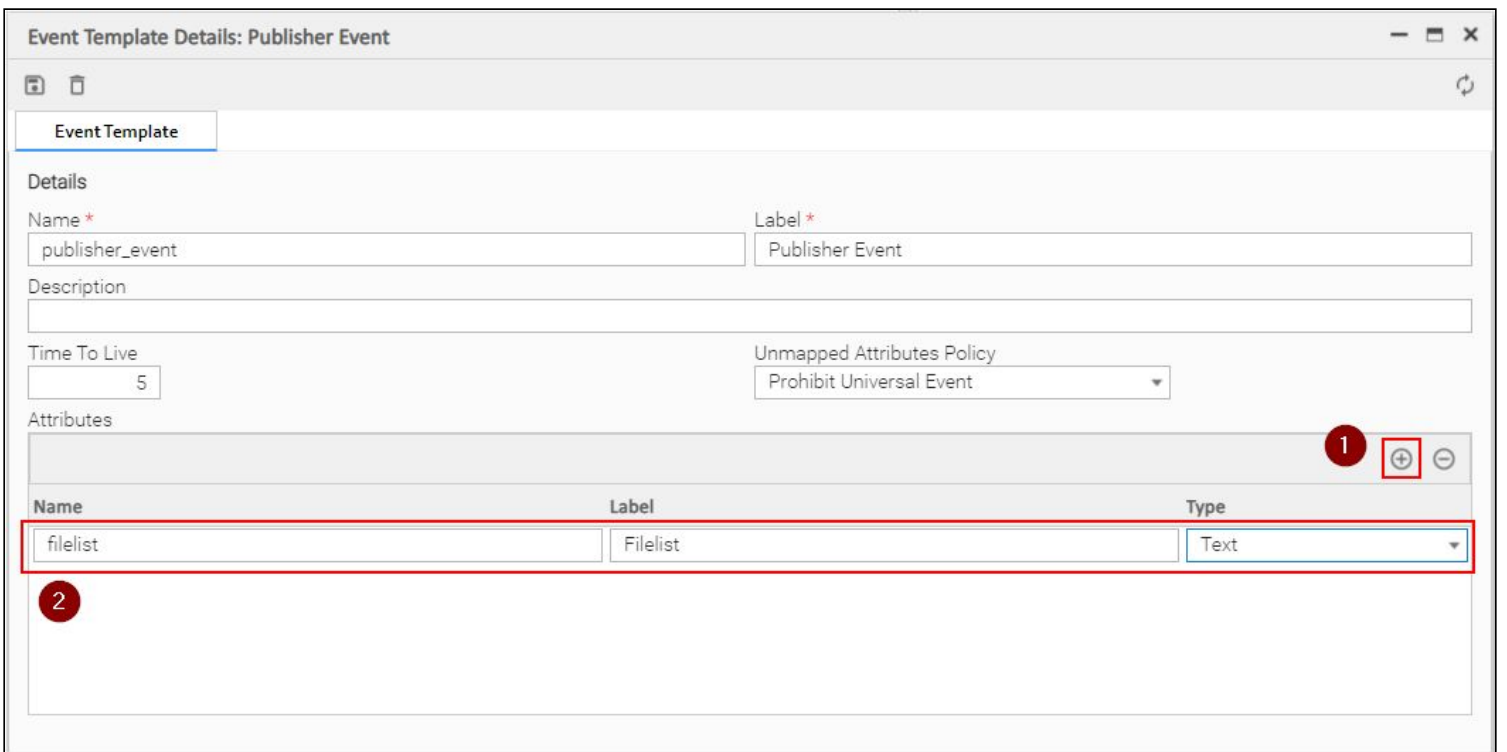 Event Template Details: Publisher Event
Event Template
Details
Name * Label *
publisher_event Publisher Event
Description
Time To Live Unmapped Attributes Policy
5 Prohibit Universal Event
Attributes
1
Name Label Type
filelist Filelist Text
2